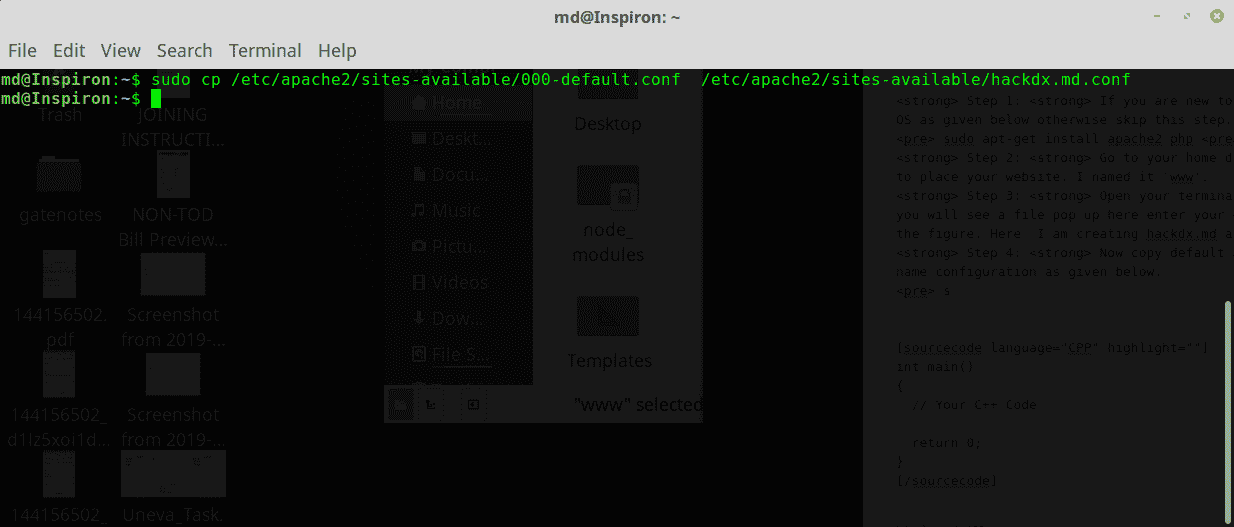 md@Inspiron: ~
File Edit View Search Terminal Help
md@Inspiron:~$ sudo cp /etc/apache2/sites-available/000-default.conf  /etc/apache2/sites-available/hackdx.md.conf
md@Inspiron:~$
Trash
JOINING
INSTRUCTI...
gatenotes
NON-TOD
Bill Preview...
144156502.
pdf
Screenshot
from 2019-...
144156502_
d1lz5xoi1d...
Screenshot
from 2019-...
144156502_
Uneva_Task.
Home
Deskt...
Docu...
Music
Pictu...
Videos
Dow...
File S...
Desktop
node_
modules
Templates
"www" selected
<strong> Step 1: <strong> If you are new to
OS as given below otherwise skip this step.
<pre> sudo apt-get install apache2 php <pre
<strong> Step 2: <strong> Go to your home d
to place your website. I named it `www`.
<strong> Step 3: <strong> Open your termina
you will see a file pop up here enter your
the figure. Here  I am creating hackdx.md a
<strong> Step 4: <strong> Now copy default
name configuration as given below.
<pre> s
[sourcecode language="CPP" highlight=""]
int main()
{
// Your C++ Code
return 0;
}
[/sourcecode]